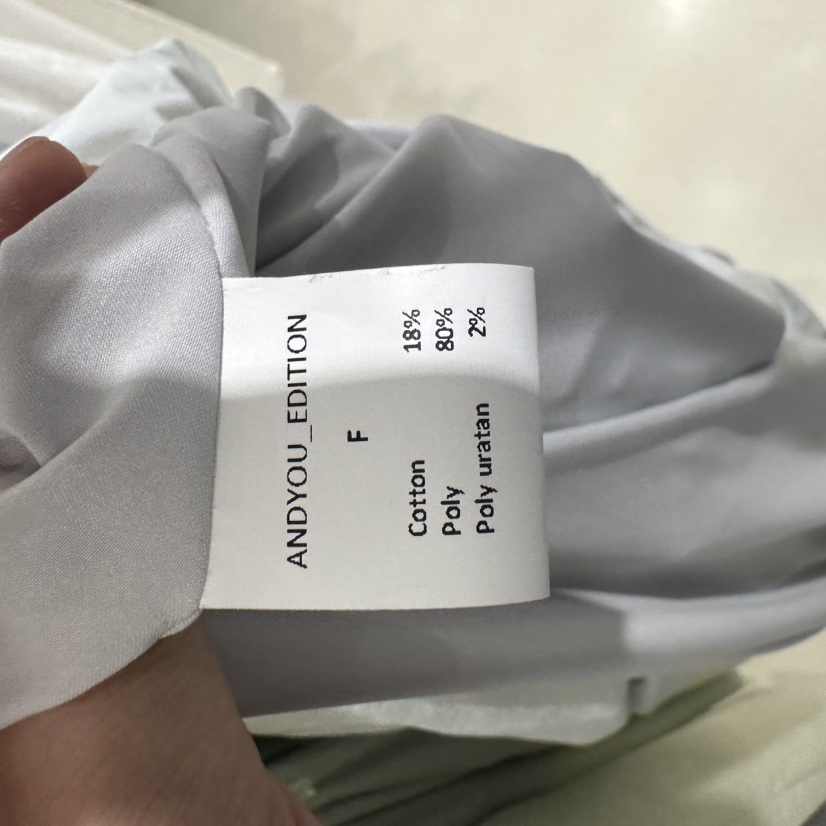 ANDYOU_EDITION
F
Cotton 18%
Poly 80%
Poly uratan 2%